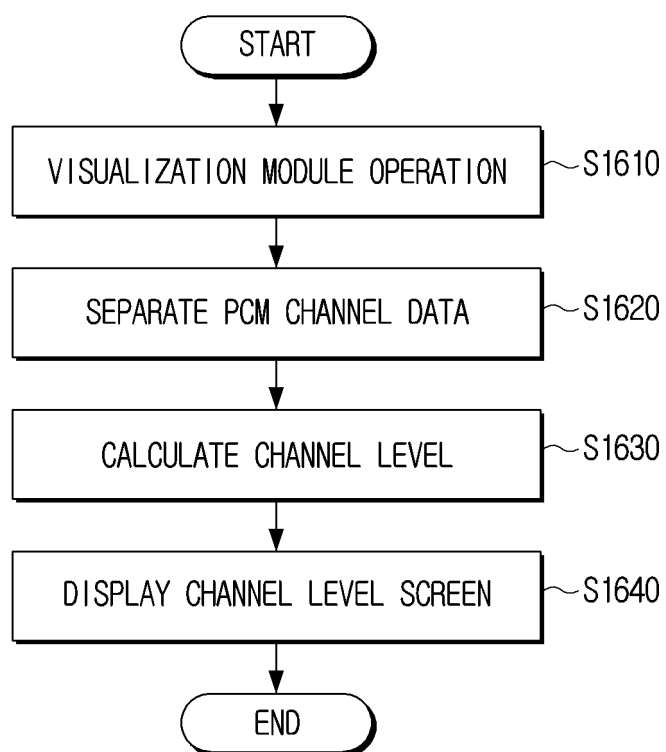 START
VISUALIZATION MODULE OPERATION
S1610
SEPARATE PCM CHANNEL DATA
S1620
CALCULATE CHANNEL LEVEL
S1630
DISPLAY CHANNEL LEVEL SCREEN
S1640
END